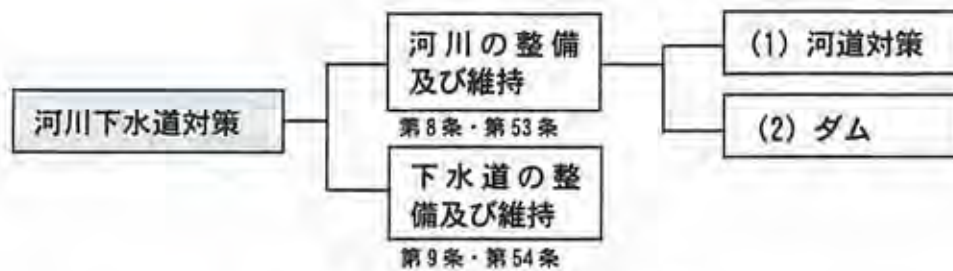 河川下水道対策
河川の整備
及び維持
第8条・第53条
下水道の整
備及び維持
第9条・第54条
(1) 河道対策
(2) ダム